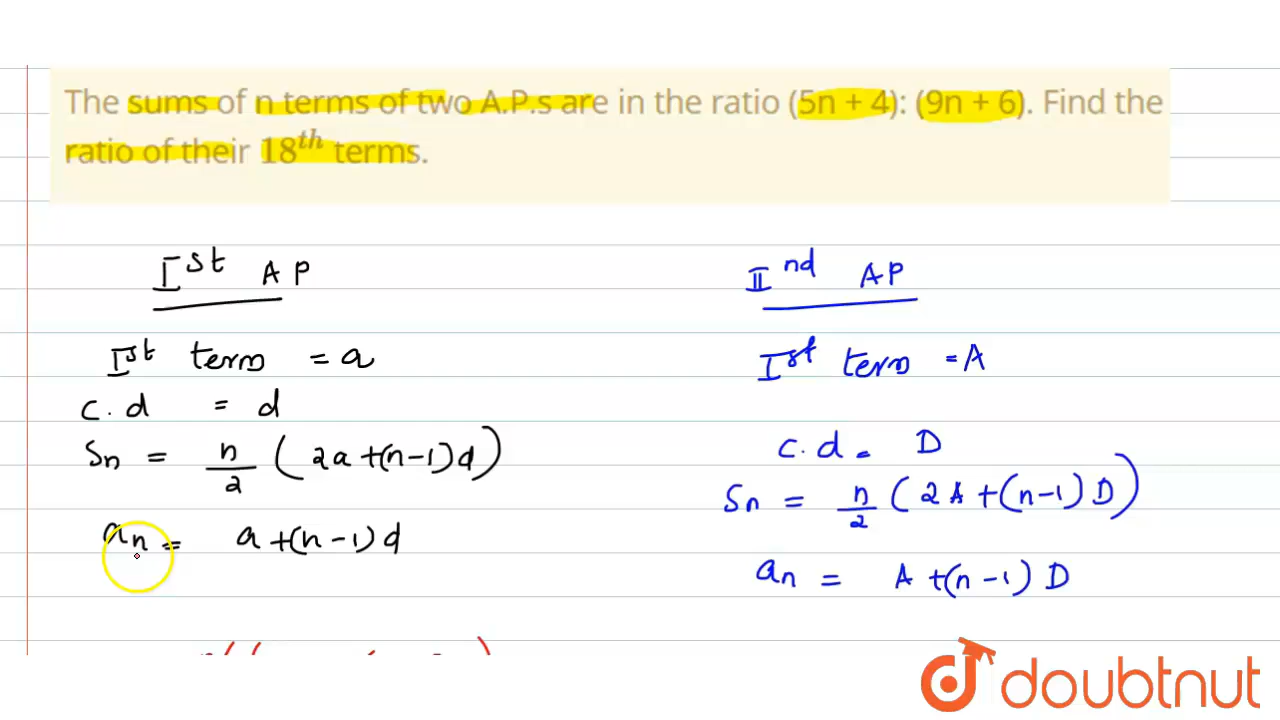 The sums of n terms of two A.P.s are in the ratio (5n + 4): (9n + 6). Find the
ratio of their 18th terms.
Ist AP
Ist term = a
c.d = d
Sn = n/2 (2a+(n-1)d)
an = a+(n-1)d
IInd AP
Ist term = A
c.d = D
Sn = n/2 (2A+(n-1)D)
an = A+(n-1)D
doubtnut